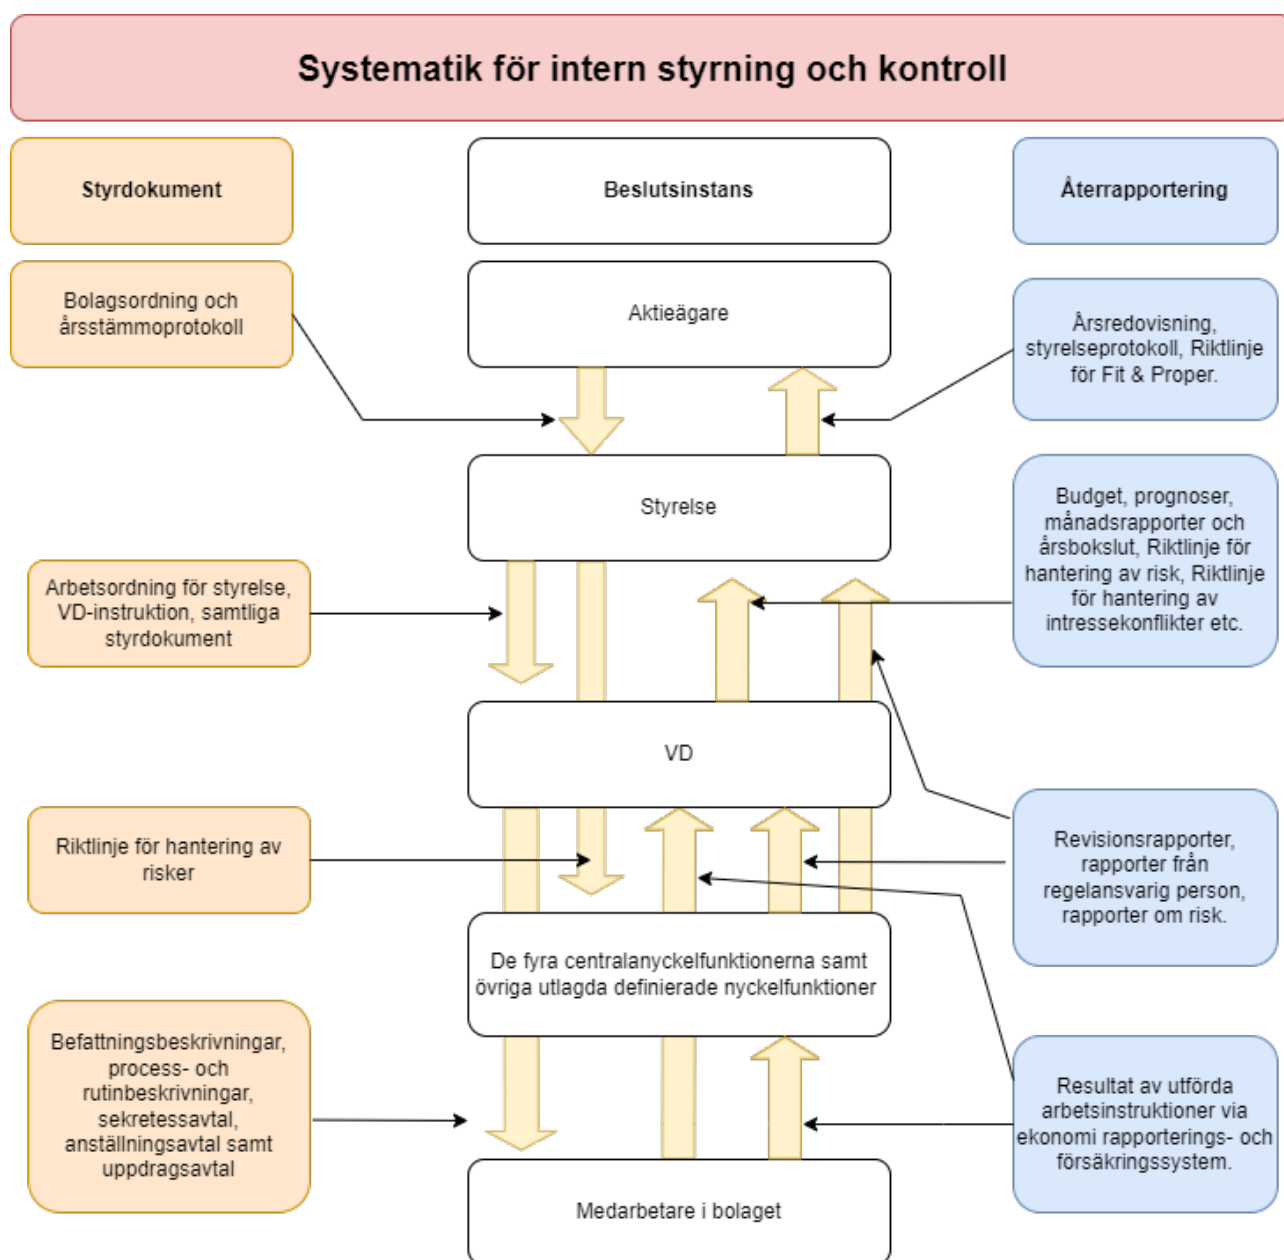 Systematik för intern styrning och kontroll
Styrdokument
Beslutsinstans
Återrapportering
Bolagsordning och
årsstämmoprotokoll
Aktieägare
Årsredovisning,
styrelseprotokoll, Riktlinje
för Fit & Proper.
Styrelse
Budget, prognoser,
månadsrapporter och
årsbokslut, Riktlinje för
hantering av risk, Riktlinje
för hantering av
intressekonflikter etc.
Arbetsordning för styrelse,
VD-instruktion, samtliga
styrdokument
VD
Riktlinje för hantering av
risker
Revisionsrapporter,
rapporter från
regelansvarig person,
rapporter om risk.
De fyra centralanyckelfunktionerna samt
övriga utlagda definierade nyckelfunktioner
Befattningsbeskrivningar,
process- och
rutinbeskrivningar,
sekretessavtal,
anställningsavtal samt
uppdragsavtal
Resultat av utförda
arbetsinstruktioner via
ekonomi rapporterings- och
försäkringssystem.
Medarbetare i bolaget